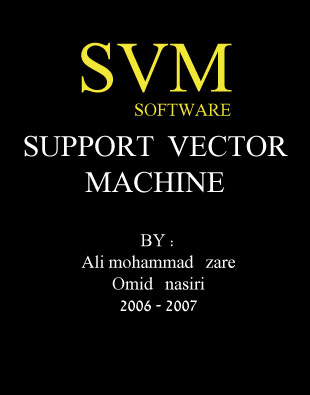 SVM
SOFTWARE
SUPPORT VECTOR
MACHINE
BY :
Ali mohammad zare
Omid nasiri
2006 - 2007